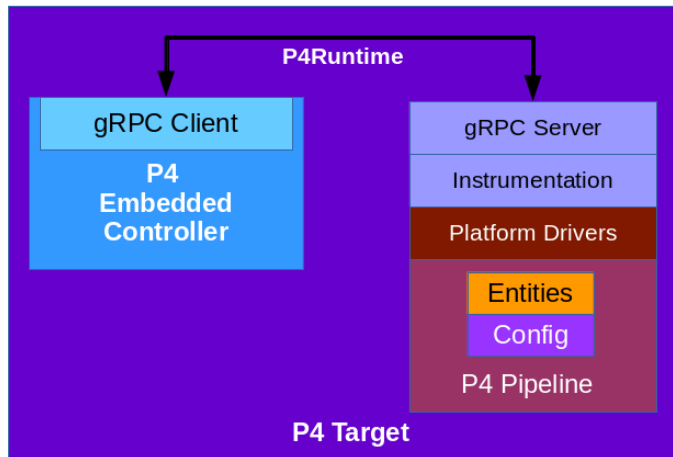 P4Runtime
gRPC Client
P4
Embedded
Controller
gRPC Server
Instrumentation
Platform Drivers
Entities
Config
P4 Pipeline
P4 Target